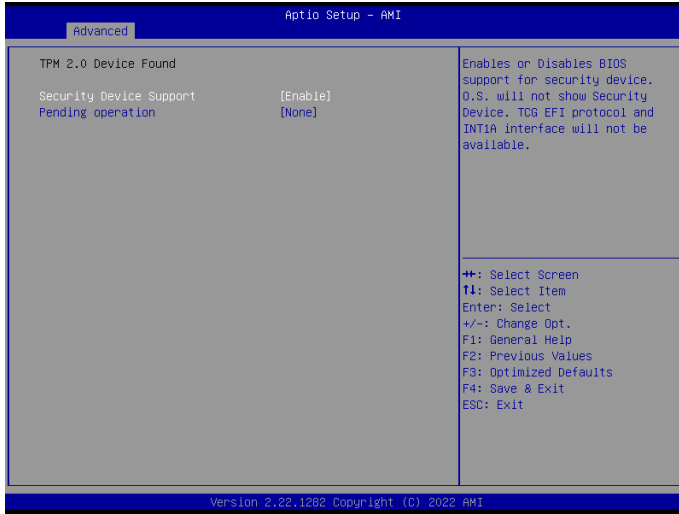 Aptio Setup - AMI
Advanced
TPM 2.0 Device Found
Security Device Support [Enable]
Pending operation [None]
Enables or Disables BIOS
support for security device.
O.S. will not show Security
Device. TCG EFI protocol and
INT1A interface will not be
available.
→←: Select Screen
↑↓: Select Item
Enter: Select
+/-: Change Opt.
F1: General Help
F2: Previous Values
F3: Optimized Defaults
F4: Save & Exit
ESC: Exit
Version 2.22.1282 Copyright (C) 2022 AMI